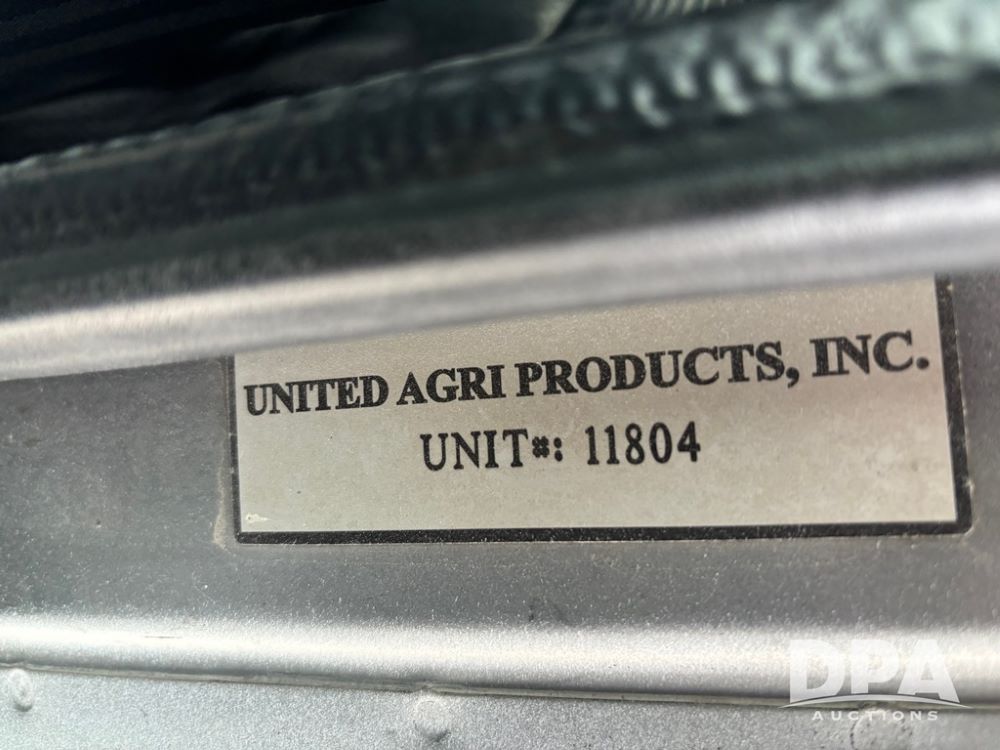 UNITED AGRI PRODUCTS, INC.
UNIT#: 11804
DPA
AUCTIONS